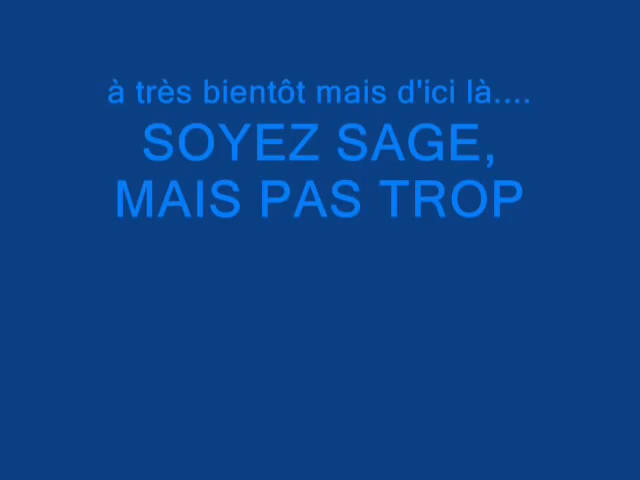 à très bientôt mais d'ici là....
SOYEZ SAGE,
MAIS PAS TROP